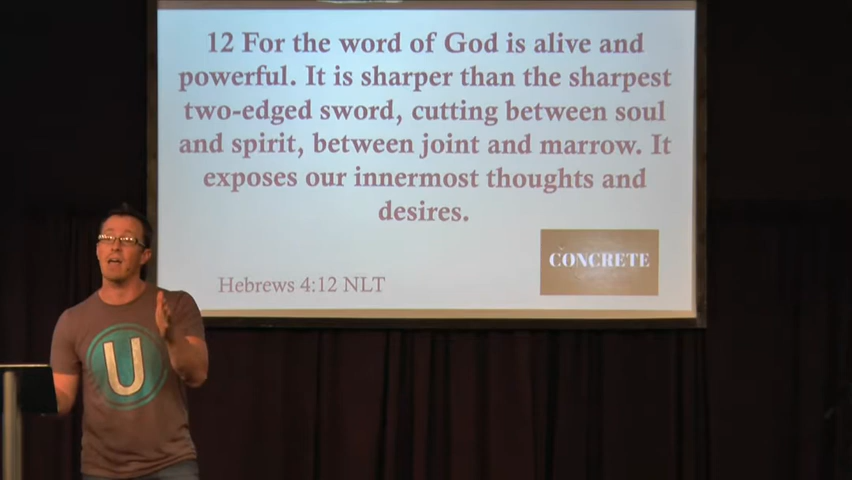 12 For the word of God is alive and
powerful. It is sharper than the sharpest
two-edged sword, cutting between soul
and spirit, between joint and marrow. It
exposes our innermost thoughts and
desires.
CONCRETE
Hebrews 4:12 NLT
U